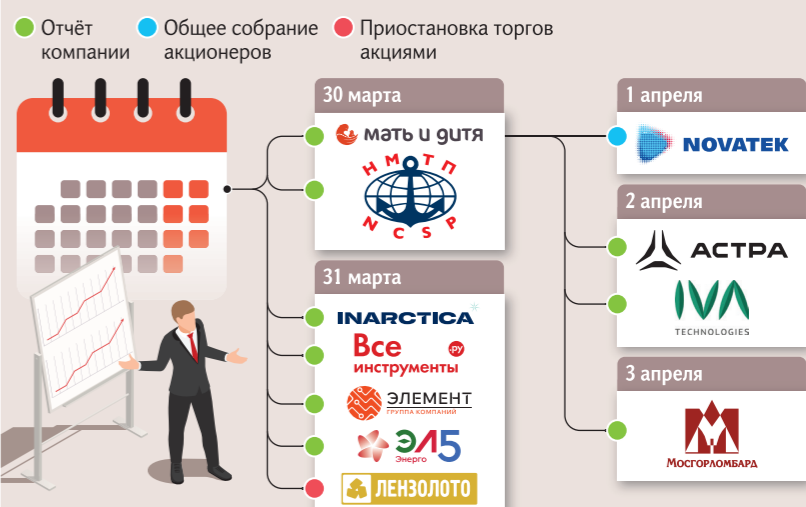 Отчёт
компании
Общее собрание
акционеров
Приостановка торгов
акциями
30 марта
мать и дитя
НМТП
NCSP
31 марта
INARCTICA
Все
.РУ
инструменты
ЭЛЕМЕНТ
ГРУППА КОМПАНИЙ
ЭЛ5
Энерго
ЛЕНЗОЛОТО
1 апреля
NOVATEK
2 апреля
АСТРА
IVA
TECHNOLOGIES
3 апреля
МОСГОРЛОМБАРД